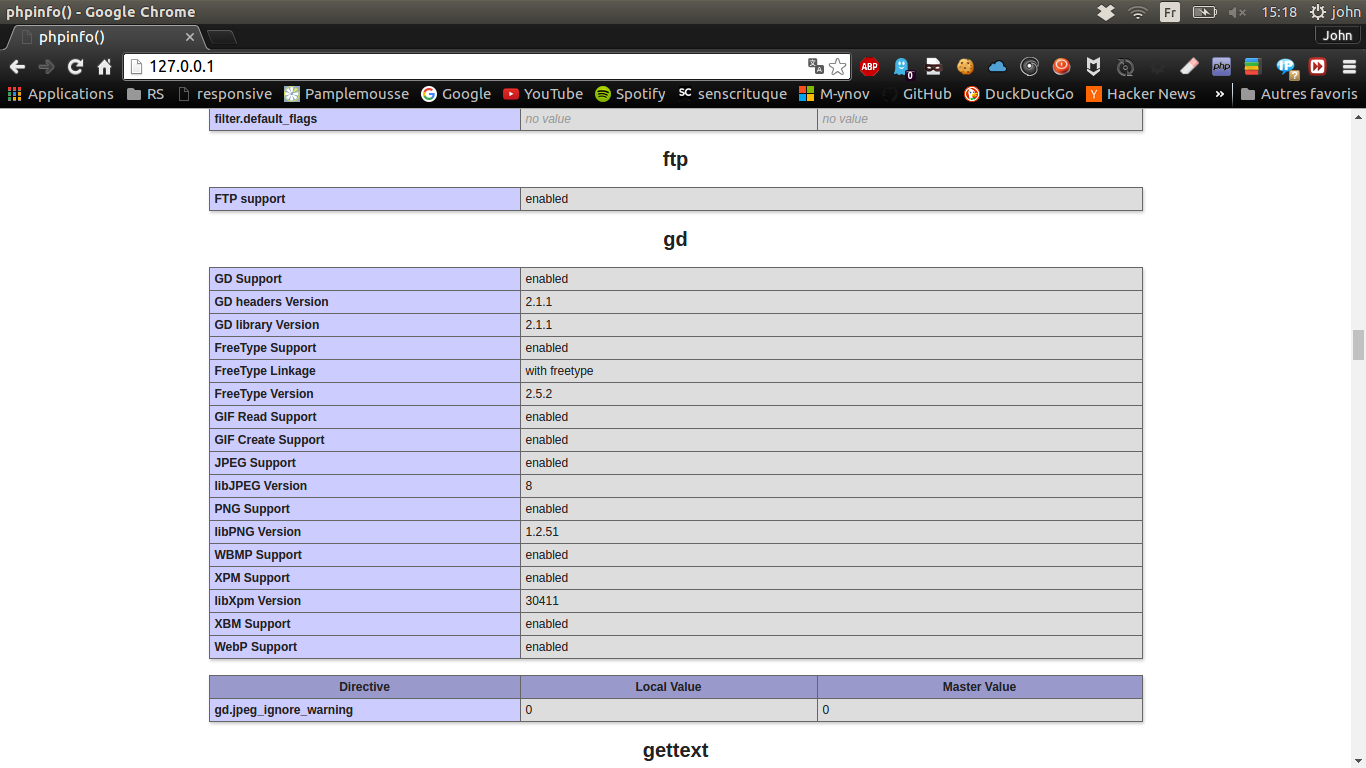 phpinfo() - Google Chrome Fr 15:18 john
phpinfo() × John
127.0.0.1 ABP 0 php ?
Applications RS responsive Pamplemousse Google YouTube Spotify SC senscrituque M-ynov GitHub DuckDuckGo Y Hacker News » Autres favoris
filter.default_flags no value no value
ftp
FTP support enabled
gd
GD Support enabled
GD headers Version 2.1.1
GD library Version 2.1.1
FreeType Support enabled
FreeType Linkage with freetype
FreeType Version 2.5.2
GIF Read Support enabled
GIF Create Support enabled
JPEG Support enabled
libJPEG Version 8
PNG Support enabled
libPNG Version 1.2.51
WBMP Support enabled
XPM Support enabled
libXpm Version 30411
XBM Support enabled
WebP Support enabled
Directive Local Value Master Value
gd.jpeg_ignore_warning 0 0
gettext